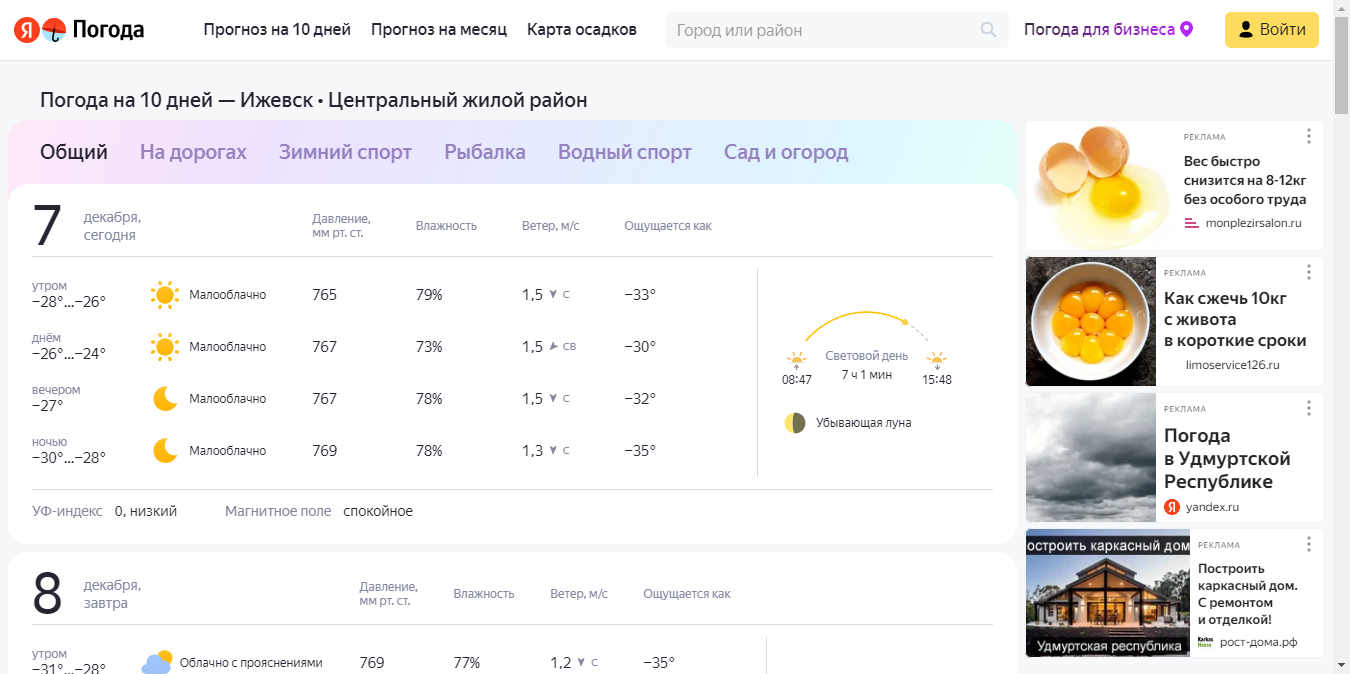 Я Погода
Прогноз на 10 дней
Прогноз на месяц
Карта осадков
Город или район
Погода для бизнеса
Войти
Погода на 10 дней — Ижевск • Центральный жилой район
Общий
На дорогах
Зимний спорт
Рыбалка
Водный спорт
Сад и огород
7 декабря,
сегодня
Давление,
мм рт. ст.
Влажность
Ветер, м/с
Ощущается как
утром
−28°...−26°
Малооблачно 765 79% 1,5 С −33°
днём
−26°...−24°
Малооблачно 767 73% 1,5 СВ −30°
вечером
−27°
Малооблачно 767 78% 1,5 С −32°
ночью
−30°...−28°
Малооблачно 769 78% 1,3 С −35°
Световой день
7 ч 1 мин
08:47
15:48
Убывающая луна
УФ-индекс 0, низкий Магнитное поле спокойное
8 декабря,
завтра
Давление,
мм рт. ст.
Влажность
Ветер, м/с
Ощущается как
утром
−31°...−28°
Облачно с прояснениями 769 77% 1,2 С −35°
РЕКЛАМА
Вес быстро
снизится на 8-12кг
без особого труда
monplezirsalon.ru
РЕКЛАМА
Как сжечь 10кг
с живота
в короткие сроки
limoservice126.ru
РЕКЛАМА
Погода
в Удмуртской
Республике
Я yandex.ru
остроить каркасный дом
Удмуртская республика
РЕКЛАМА
Построить
каркасный дом.
С ремонтом
и отделкой!
Karkas
House
рост-дома.рф